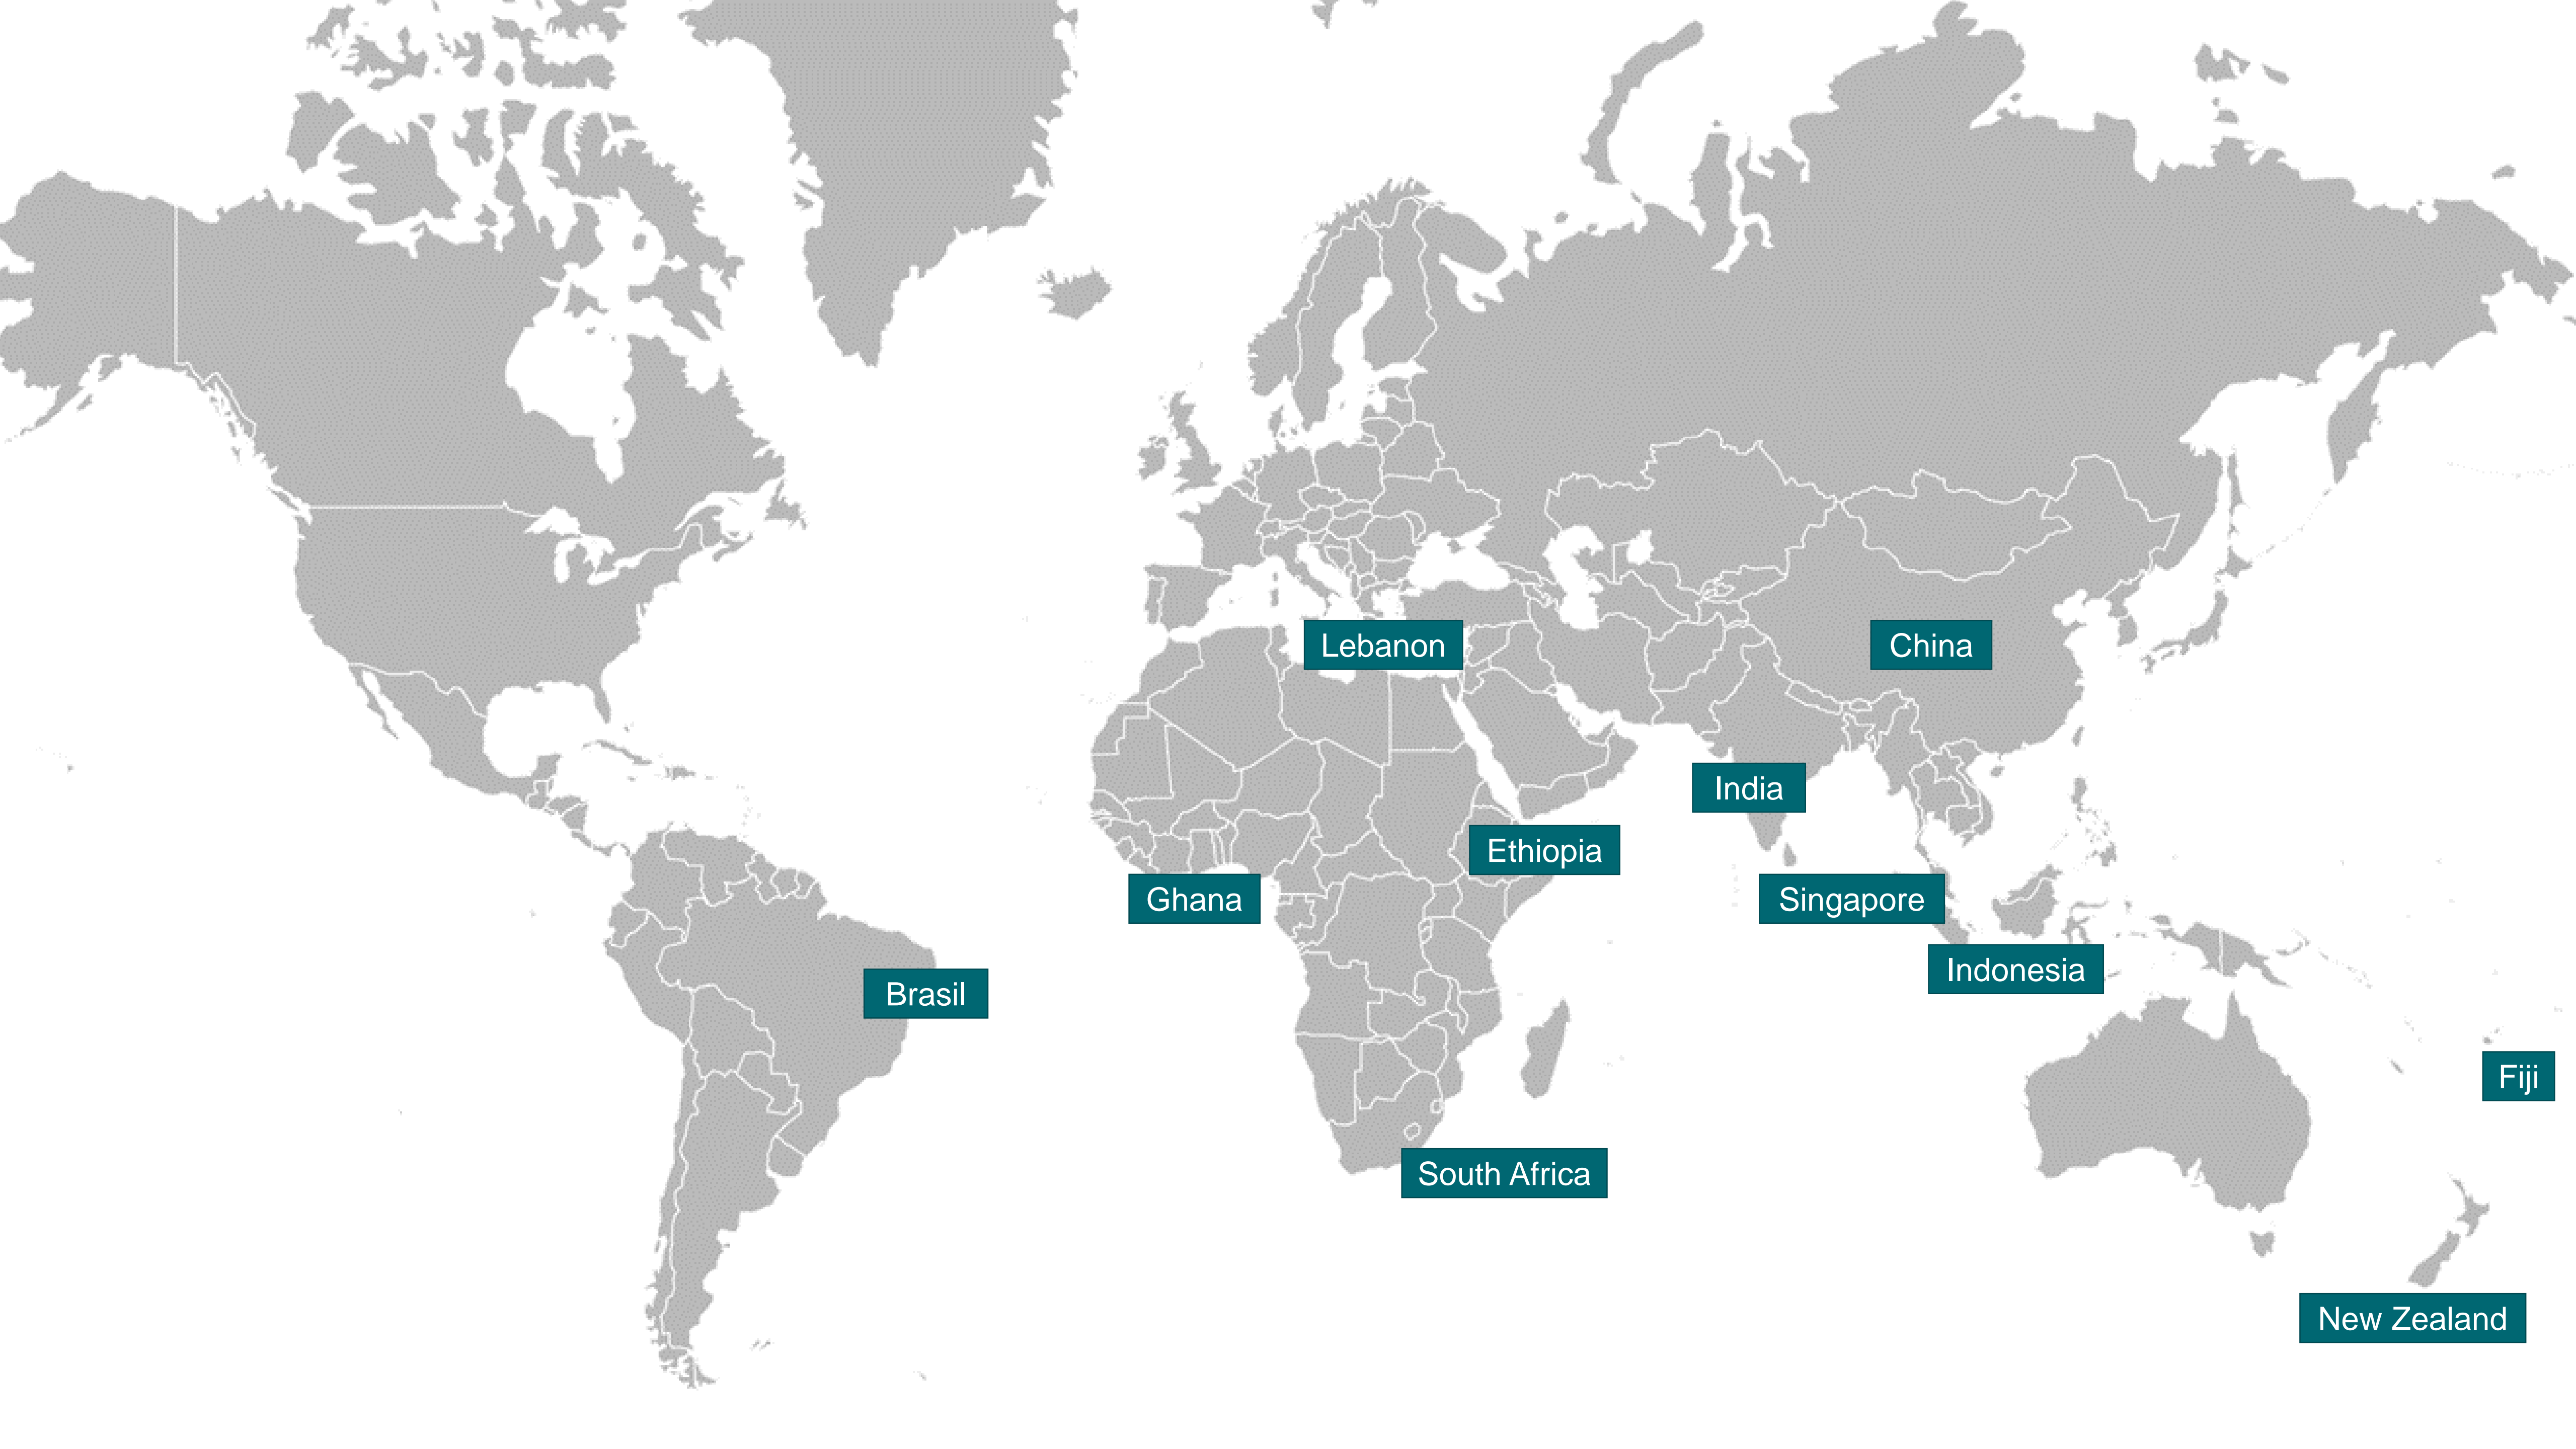 Lebanon
China
India
Ethiopia
Ghana
Singapore
Indonesia
Brasil
Fiji
South Africa
New Zealand